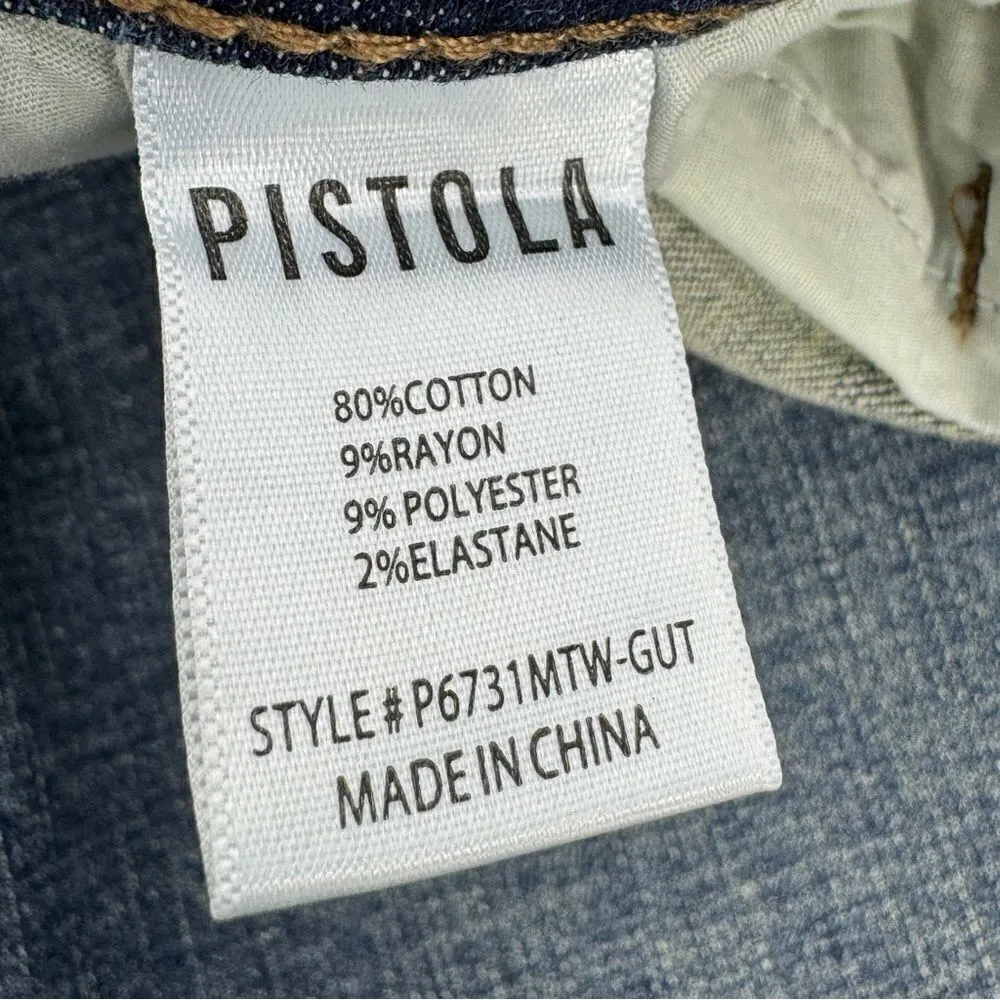 PISTOLA
80%COTTON
9%RAYON
9% POLYESTER
2%ELASTANE
STYLE # P6731MTW-GUT
MADE IN CHINA